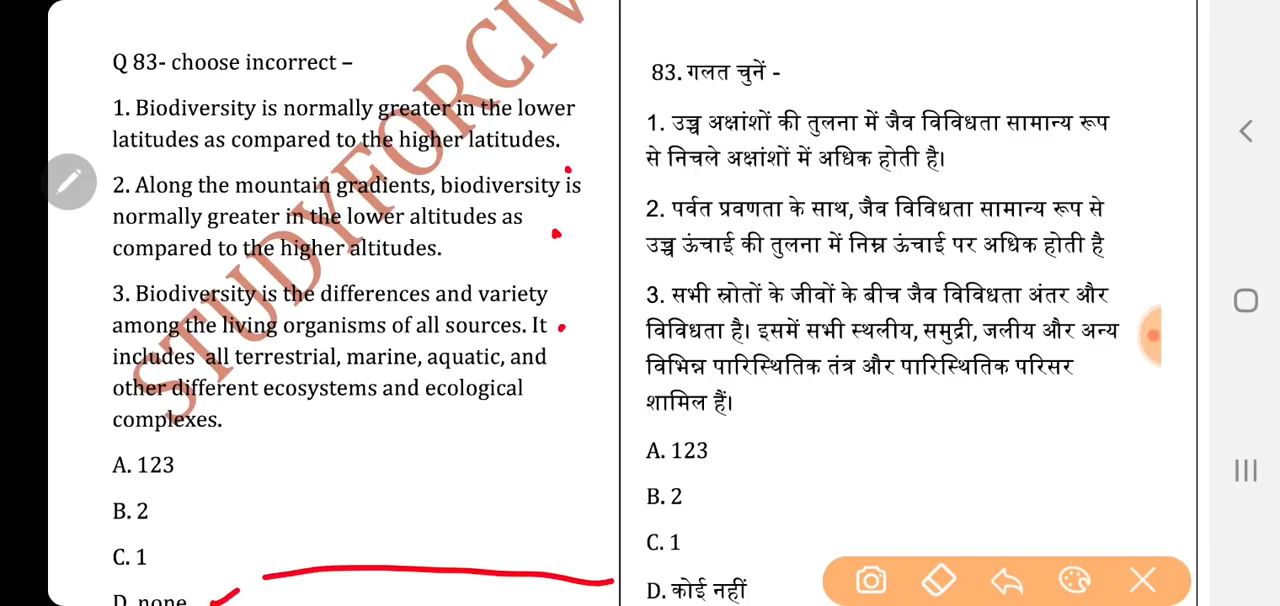 Q 83- choose incorrect –
1. Biodiversity is normally greater in the lower
latitudes as compared to the higher latitudes.
2. Along the mountain gradients, biodiversity is
normally greater in the lower altitudes as
compared to the higher altitudes.
3. Biodiversity is the differences and variety
among the living organisms of all sources. It
includes all terrestrial, marine, aquatic, and
other different ecosystems and ecological
complexes.
A. 123
B. 2
C. 1
D. none
83. गलत चुनें -
1. उच्च अक्षांशों की तुलना में जैव विविधता सामान्य रूप
से निचले अक्षांशों में अधिक होती है।
2. पर्वत प्रवणता के साथ, जैव विविधता सामान्य रूप से
उच्च ऊंचाई की तुलना में निम्न ऊंचाई पर अधिक होती है
3. सभी स्रोतों के जीवों के बीच जैव विविधता अंतर और
विविधता है। इसमें सभी स्थलीय, समुद्री, जलीय और अन्य
विभिन्न पारिस्थितिक तंत्र और पारिस्थितिक परिसर
शामिल हैं।
A. 123
B. 2
C. 1
D. कोई नहीं
STUDYFORCIV